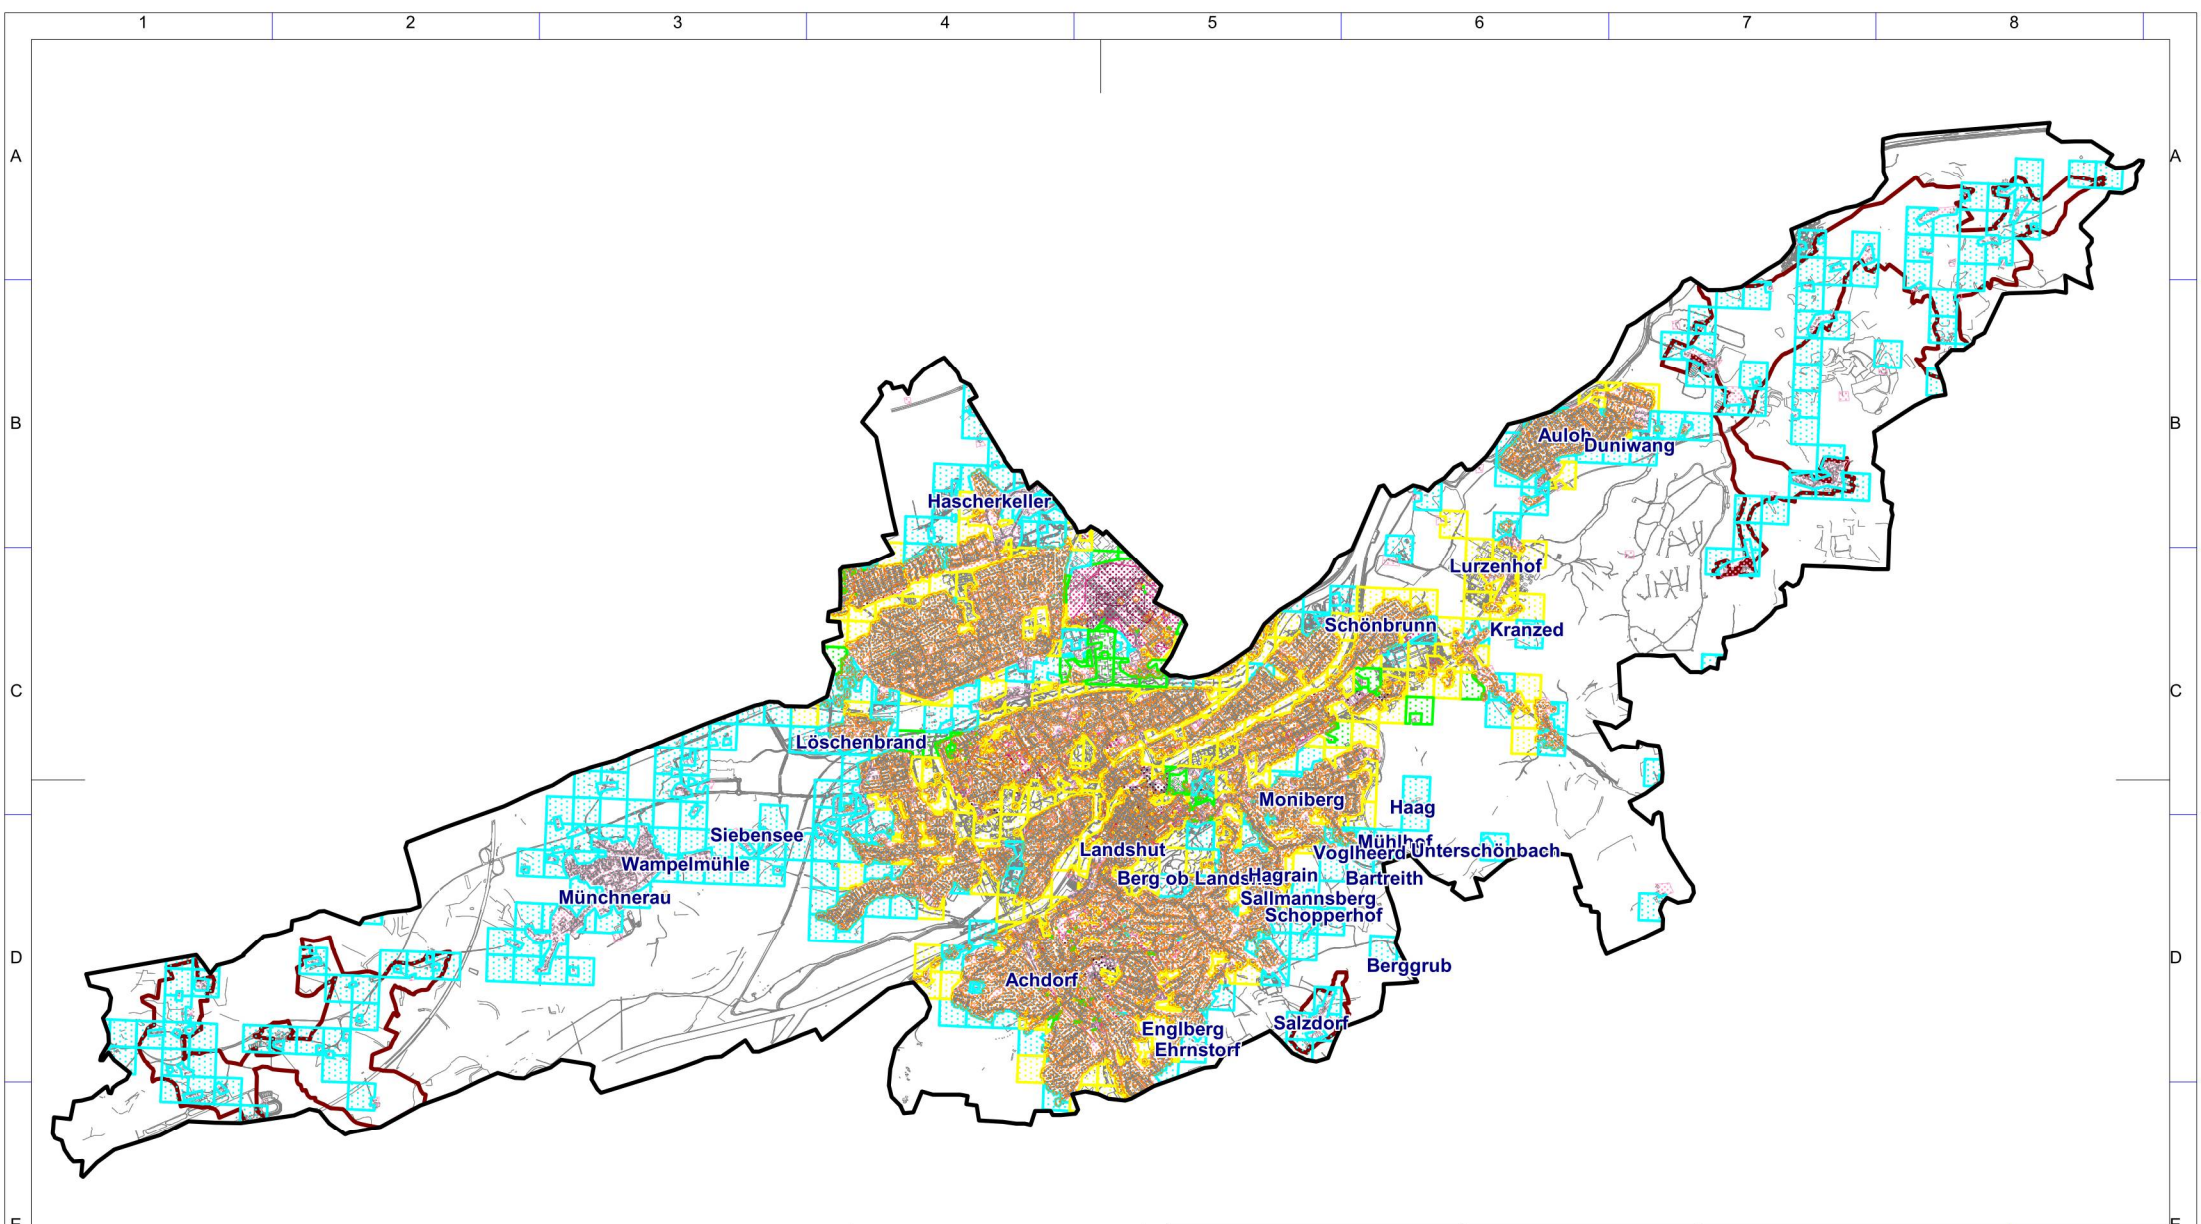 1 2 3 4 5 6 7 8
A A
B B
Auloh
Duniwang
Hascherkeller
Lurzenhof
Schönbrunn
Kranzed
C C
Löschenbrand
Moniberg
Haag
Siebensee
Mühlhof
Landshut
Voglheerd Unterschönbach
Wampelmühle
Berg ob Lands Hagrain
Bartreith
Münchnerau
Sallmannsberg
Schopperhof
D D
Berggrub
Achdorf
Salzdorf
Englberg
Ehrnstorf